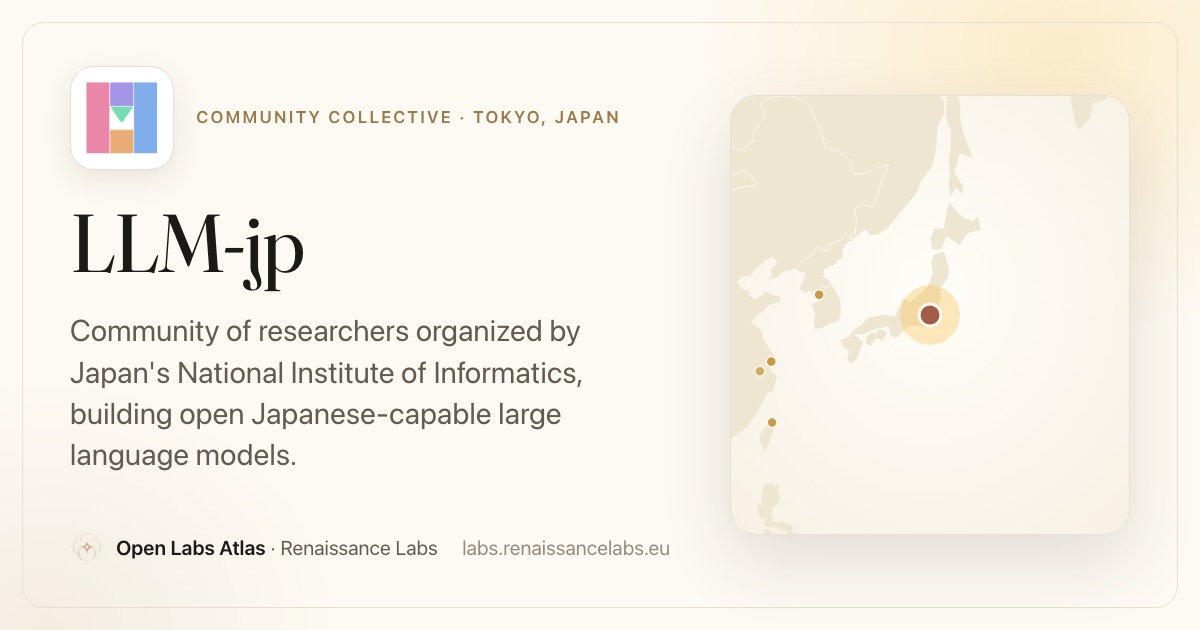 COMMUNITY COLLECTIVE · TOKYO, JAPAN
LLM-jp
Community of researchers organized by
Japan's National Institute of Informatics,
building open Japanese-capable large
language models.
Open Labs Atlas · Renaissance Labs labs.renaissancelabs.eu